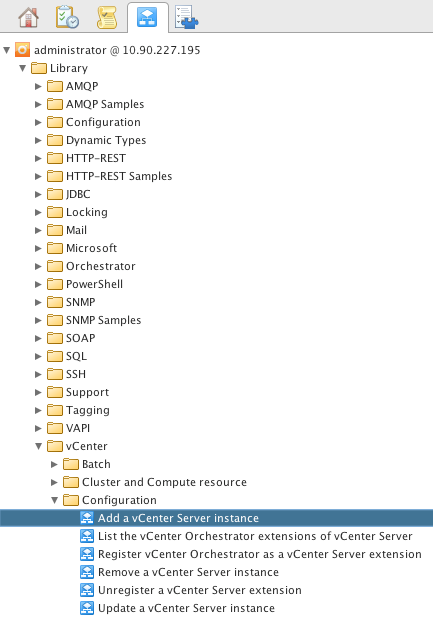 administrator @ 10.90.227.195
Library
AMQP
AMQP Samples
Configuration
Dynamic Types
HTTP-REST
HTTP-REST Samples
JDBC
Locking
Mail
Microsoft
Orchestrator
PowerShell
SNMP
SNMP Samples
SOAP
SQL
SSH
Support
Tagging
VAPI
vCenter
Batch
Cluster and Compute resource
Configuration
Add a vCenter Server instance
List the vCenter Orchestrator extensions of vCenter Server
Register vCenter Orchestrator as a vCenter Server extension
Remove a vCenter Server instance
Unregister a vCenter Server extension
Update a vCenter Server instance